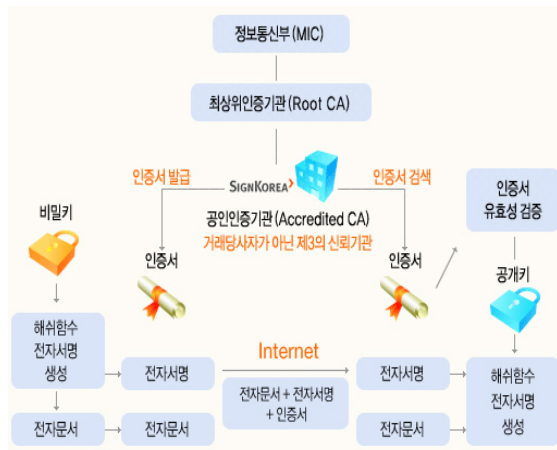 정보통신부 (MIC)
최상위인증기관 (Root CA)
인증서 발급
SIGNKOREA
인증서 검색
공인인증기관 (Accredited CA)
거래당사자가 아닌 제3의 신뢰기관
인증서
유효성 검증
비밀키
인증서
인증서
공개키
해쉬함수
전자서명
생성
전자서명
Internet
전자문서 + 전자서명
+ 인증서
전자서명
해쉬함수
전자서명
생성
전자문서
전자문서
전자문서